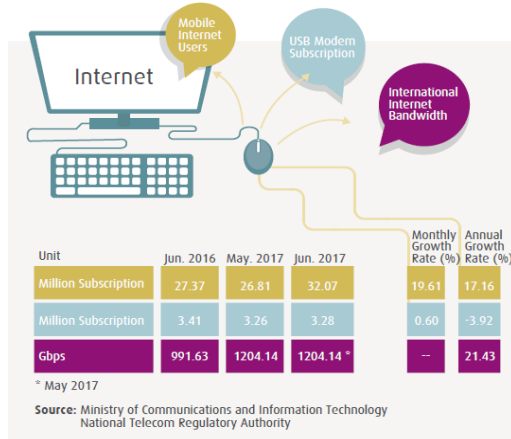 Mobile
Internet
Users
USB Modem
Subscription
Internet
International
Internet
Bandwidth
Unit Jun. 2016 May. 2017 Jun. 2017 Monthly Growth Rate (%) Annual Growth Rate (%)
Million Subscription 27.37 26.81 32.07 19.61 17.16
Million Subscription 3.41 3.26 3.28 0.60 -3.92
Gbps 991.63 1204.14 1204.14 * -- 21.43
* May 2017
Source: Ministry of Communications and Information Technology
National Telecom Regulatory Authority